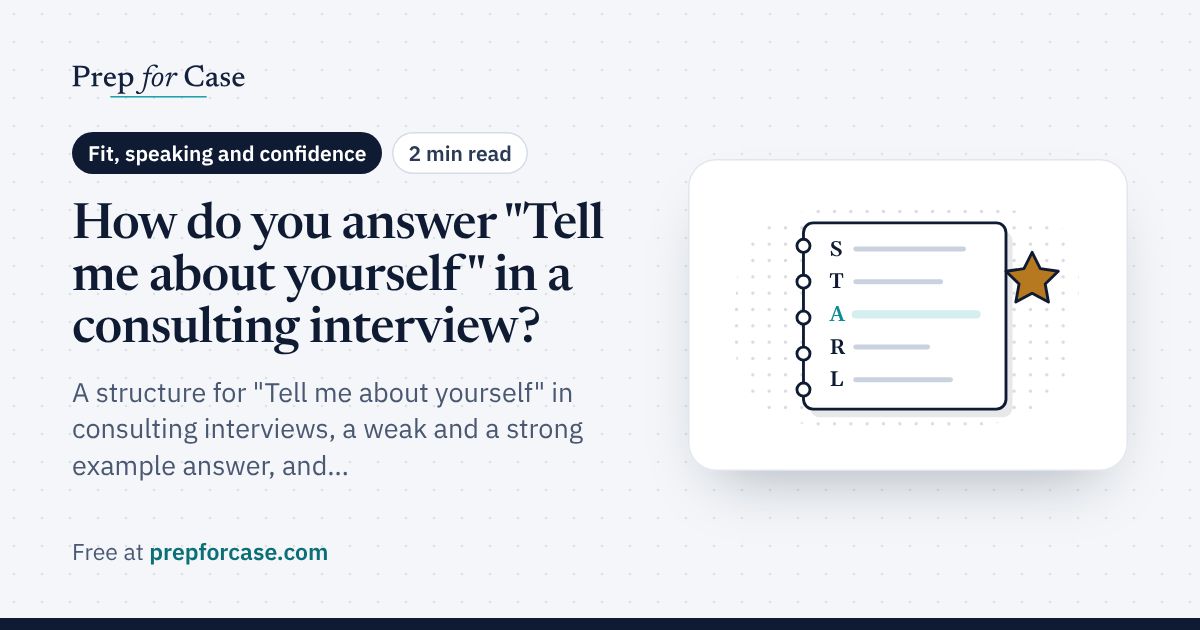 Prep for Case
Fit, speaking and confidence
2 min read
How do you answer "Tell
me about yourself" in a
consulting interview?
A structure for "Tell me about yourself" in
consulting interviews, a weak and a strong
example answer, and...
Free at prepforcase.com
S
T
A
R
L